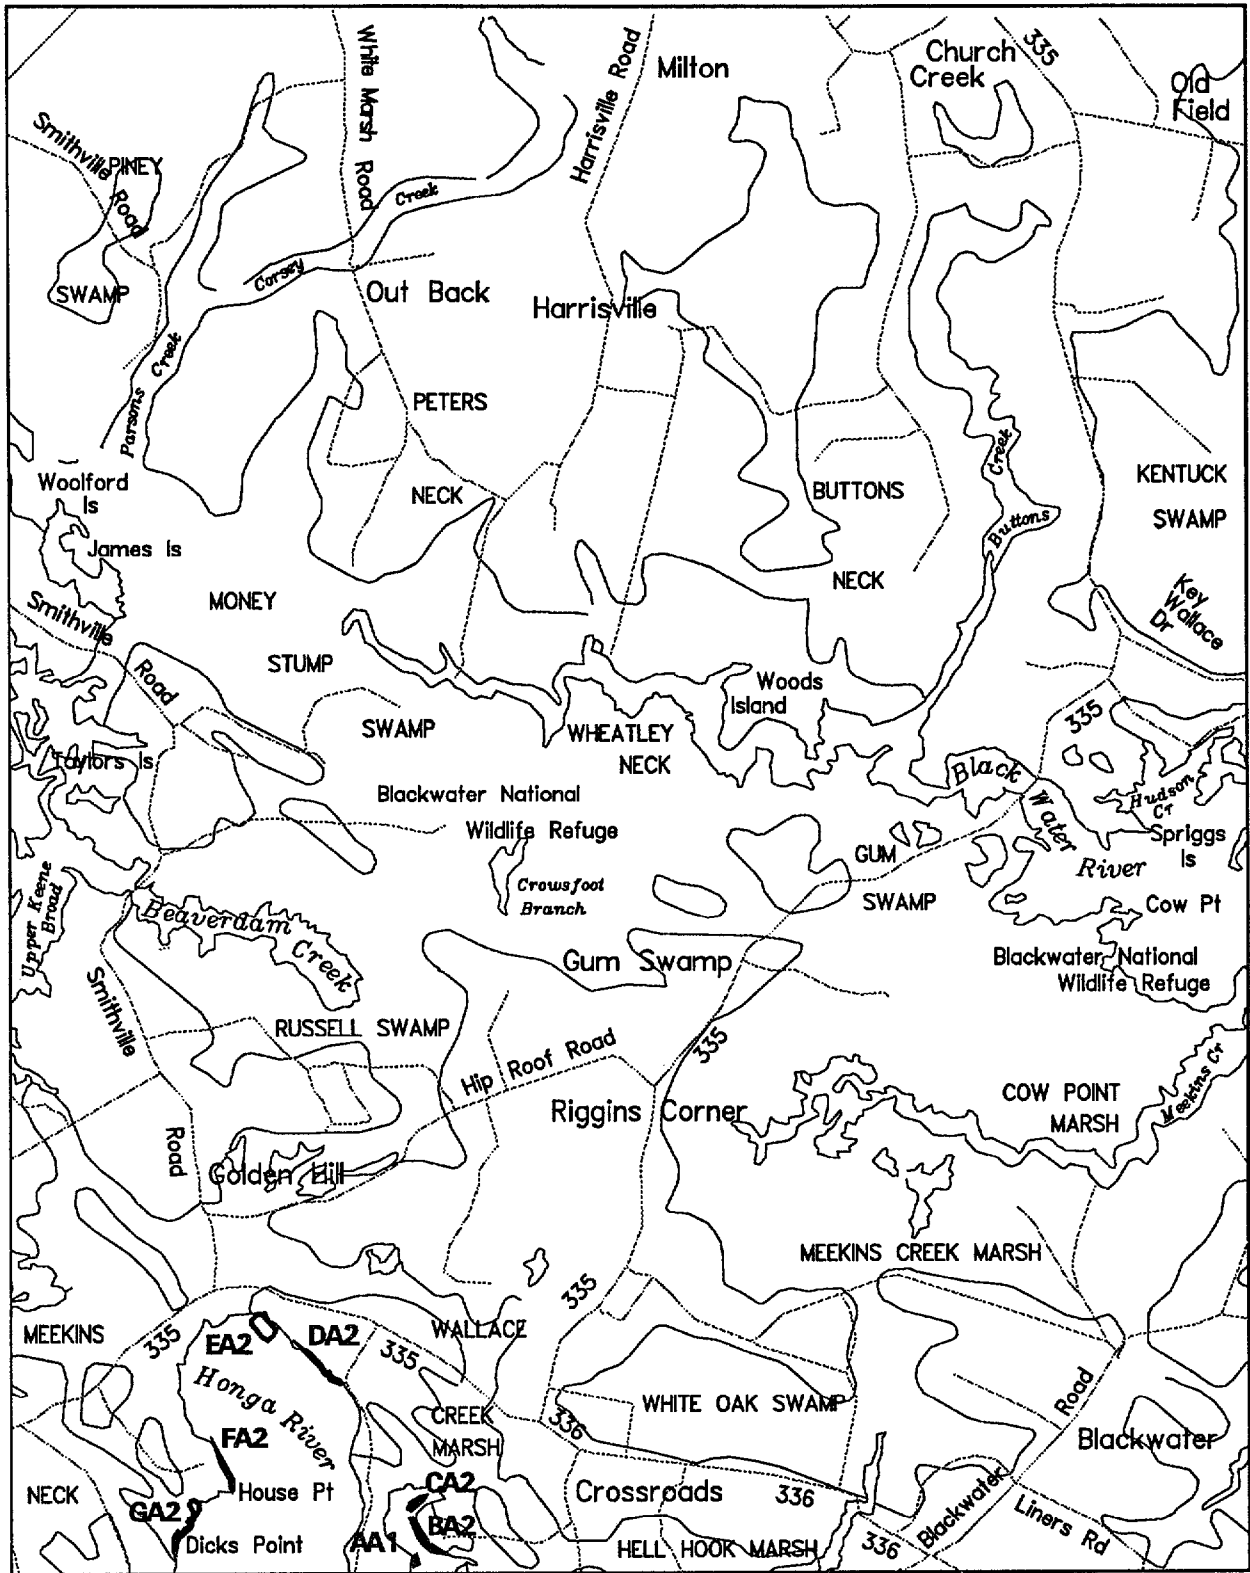 White Marsh Road
Harrisville Road
Milton
Church
Creek
335
Old
Field
Smithville Road
PINEY
SWAMP
Creek
Corsey
Out Back
Harrisville
Parsons
Creek
PETERS
NECK
Woolford
Is
James Is
MONEY
STUMP
SWAMP
BUTTONS
NECK
Creek
Buttons
KENTUCK
SWAMP
Key
Wallace
Dr
Smithville
Road
Taylors Is
Woods
Island
WHEATLEY
NECK
335
Black
Water
River
Hudson
Cr
Spriggs
Is
Blackwater National
Wildlife Refuge
Crowsfoot
Branch
GUM
SWAMP
Cow Pt
Upper Keene
Broad
Beaverdam
Creek
Gum Swamp
Blackwater National
Wildlife Refuge
Smithville
Road
RUSSELL SWAMP
335
Hip Roof Road
Riggins Corner
COW POINT
MARSH
Meekins Cr
Golden Hill
MEEKINS CREEK MARSH
335
MEEKINS
NECK
335
EA2
DA2
335
WALLACE
CREEK
MARSH
Honga River
WHITE OAK SWAMP
336
Road
Blackwater
FA2
House Pt
CA2
Crossroads
336
Blackwater
Liners Rd
GA2
Dicks Point
AA1
BA2
HELL HOOK MARSH
336